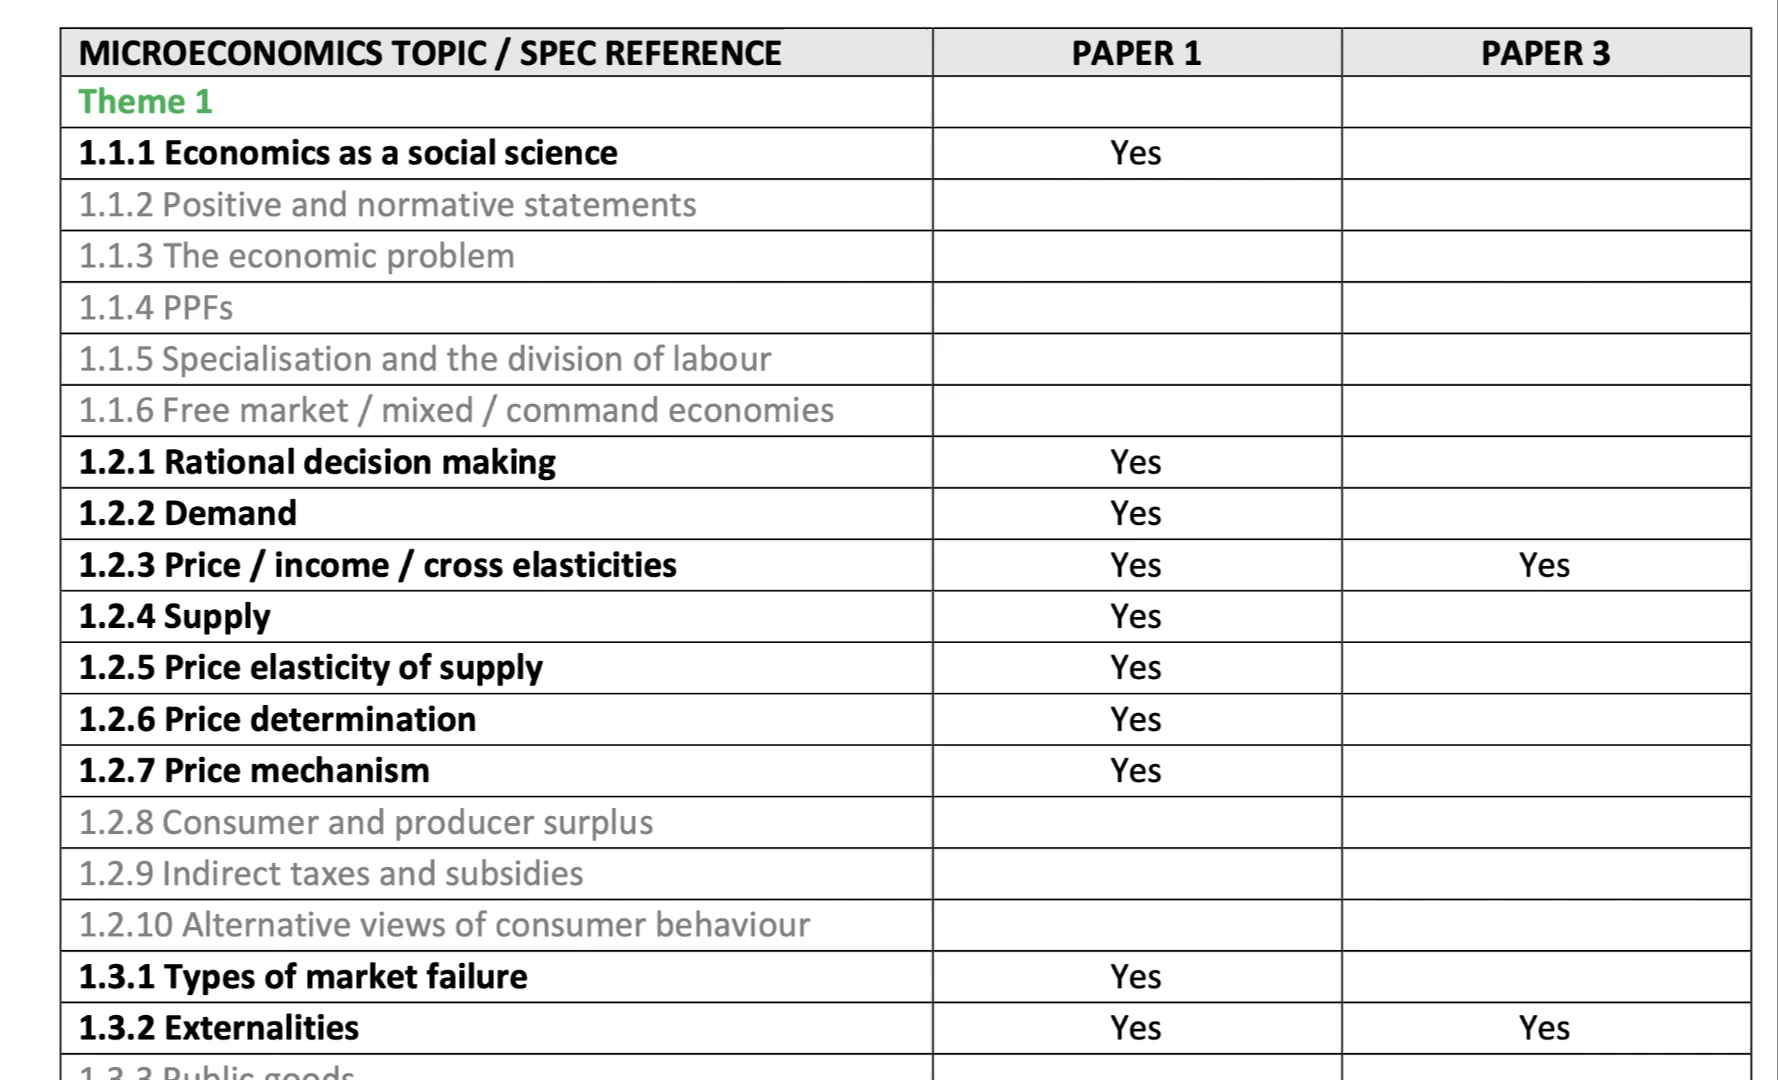 MICROECONOMICS TOPIC / SPEC REFERENCE PAPER 1 PAPER 3
Theme 1
1.1.1 Economics as a social science Yes
1.1.2 Positive and normative statements
1.1.3 The economic problem
1.1.4 PPFs
1.1.5 Specialisation and the division of labour
1.1.6 Free market / mixed / command economies
1.2.1 Rational decision making Yes
1.2.2 Demand Yes
1.2.3 Price / income / cross elasticities Yes Yes
1.2.4 Supply Yes
1.2.5 Price elasticity of supply Yes
1.2.6 Price determination Yes
1.2.7 Price mechanism Yes
1.2.8 Consumer and producer surplus
1.2.9 Indirect taxes and subsidies
1.2.10 Alternative views of consumer behaviour
1.3.1 Types of market failure Yes
1.3.2 Externalities Yes Yes
1.3.3 Public goods